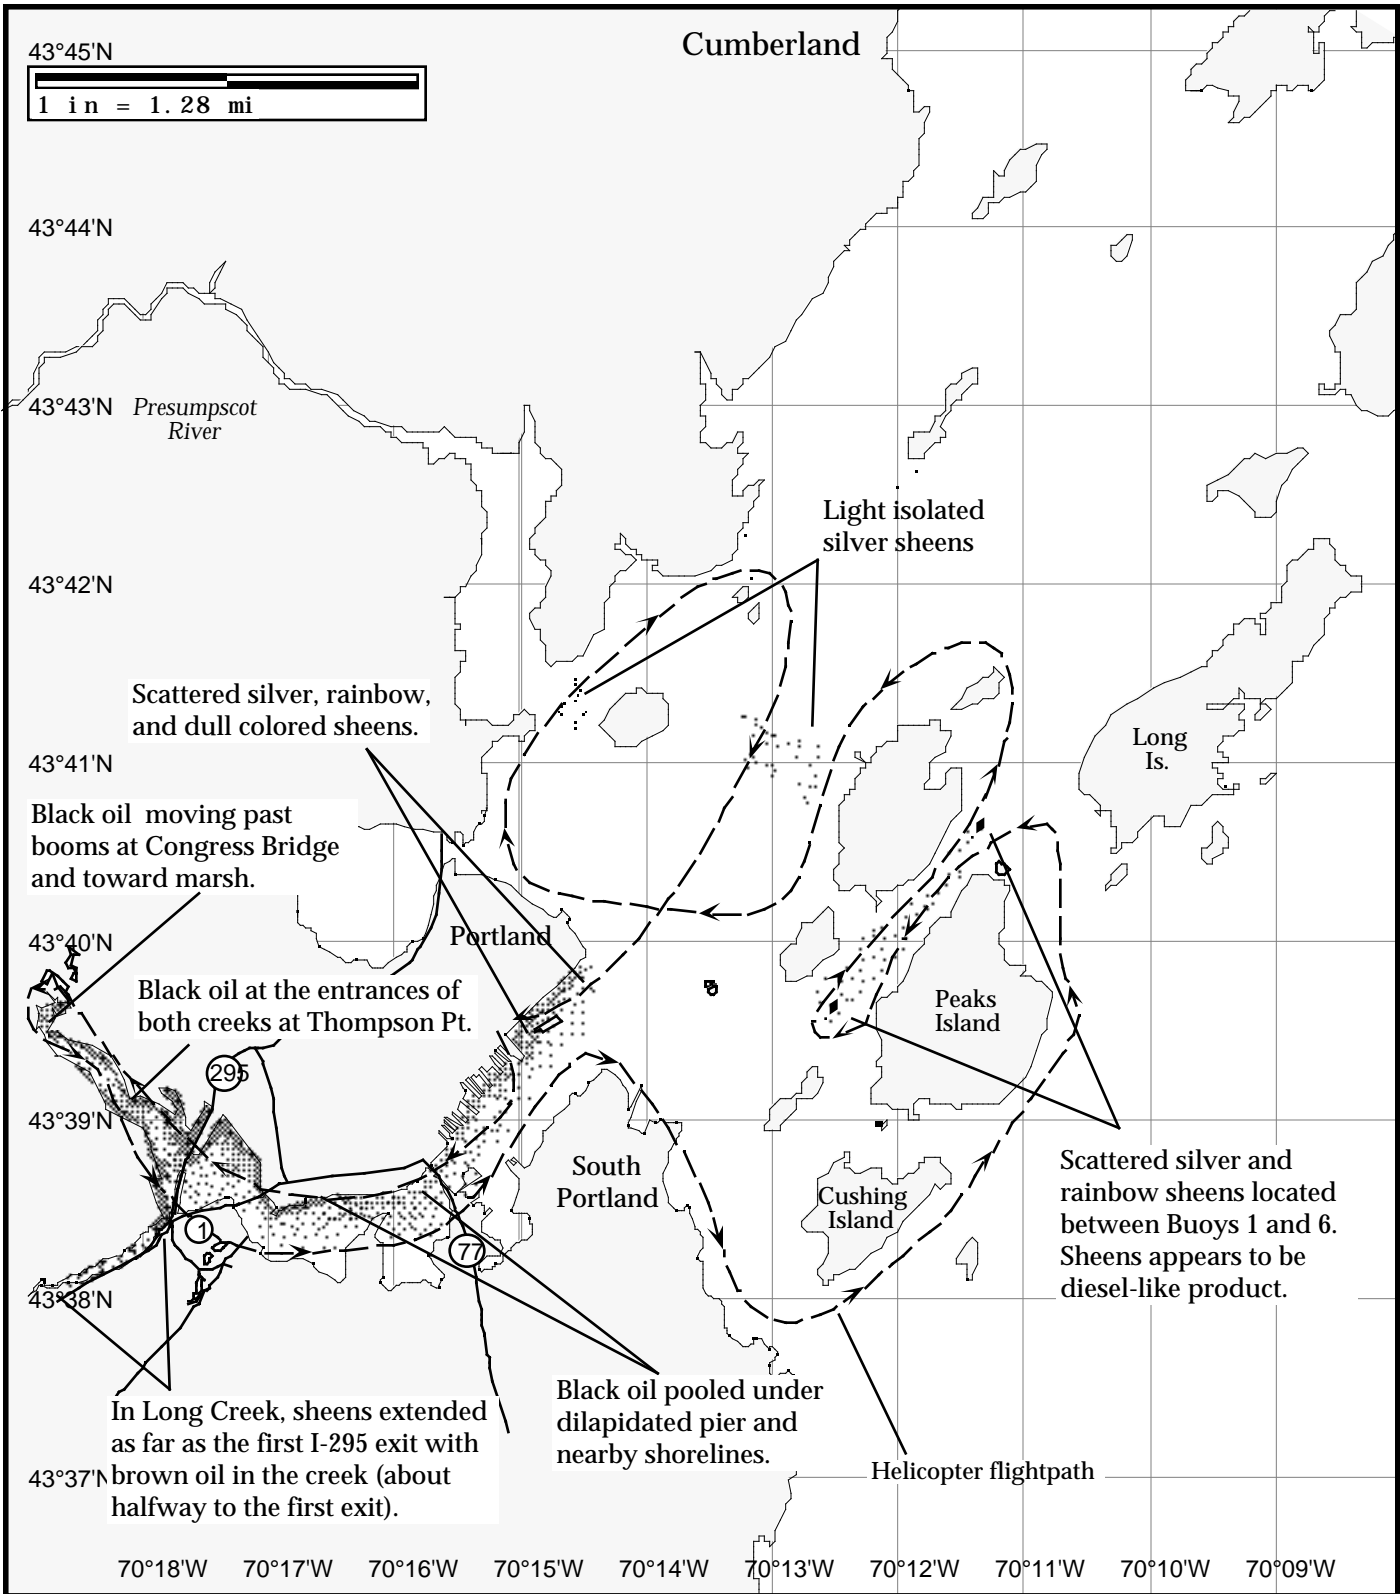 Cumberland
43°45'N
1 in = 1.28 mi
43°44'N
43°43'N
Presumpscot
River
Light isolated
silver sheens
43°42'N
Scattered silver, rainbow,
and dull colored sheens.
Long
Is.
43°41'N
Black oil moving past
booms at Congress Bridge
and toward marsh.
Portland
43°40'N
Black oil at the entrances of
both creeks at Thompson Pt.
Peaks
Island
295
43°39'N
South
Portland
Scattered silver and
rainbow sheens located
between Buoys 1 and 6.
Sheens appears to be
diesel-like product.
Cushing
Island
1
77
43°38'N
Black oil pooled under
dilapidated pier and
nearby shorelines.
In Long Creek, sheens extended
as far as the first I-295 exit with
brown oil in the creek (about
halfway to the first exit).
Helicopter flightpath
43°37'N
70°18'W 70°17'W 70°16'W 70°15'W 70°14'W 70°13'W 70°12'W 70°11'W 70°10'W 70°09'W